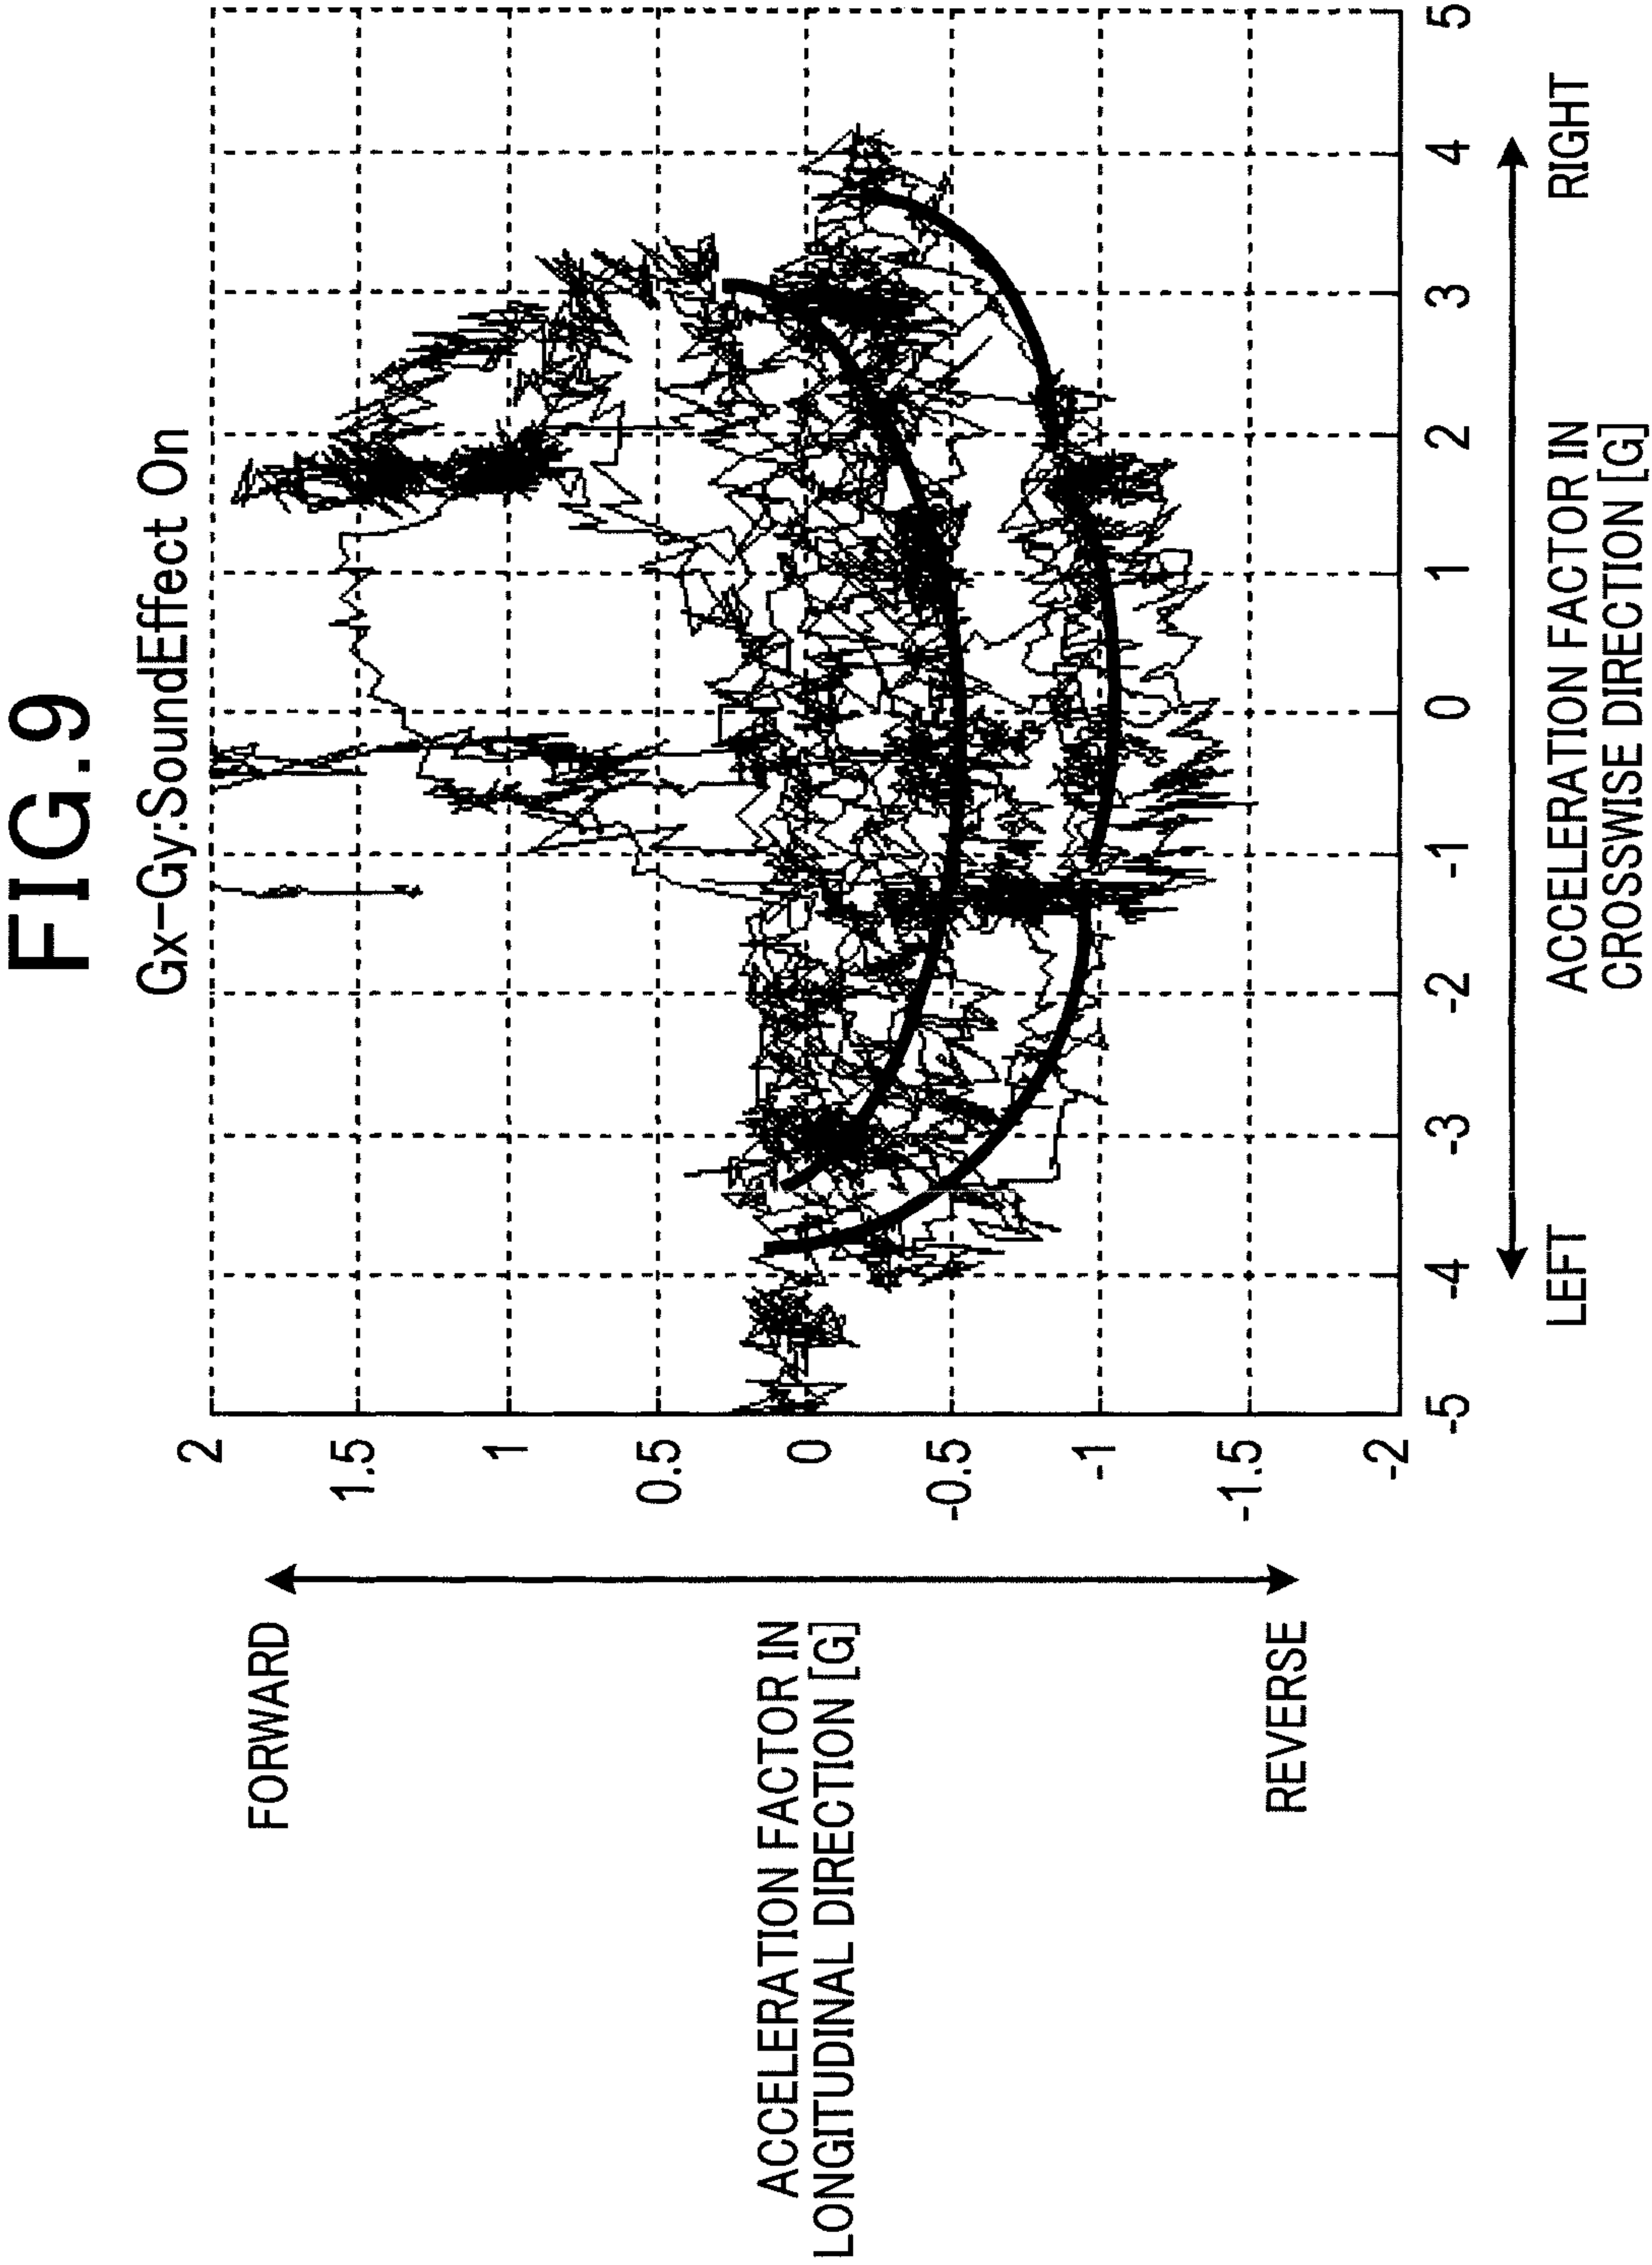 FIG.9
Gx-Gy:SoundEffect On
FORWARD
ACCELERATION FACTOR IN
LONGITUDINAL DIRECTION [G]
REVERSE
2
1.5
1
0.5
0
-0.5
-1
-1.5
-2
-5
-4
-3
-2
-1
0
1
2
3
4
5
LEFT
ACCELERATION FACTOR IN
CROSSWISE DIRECTION [G]
RIGHT